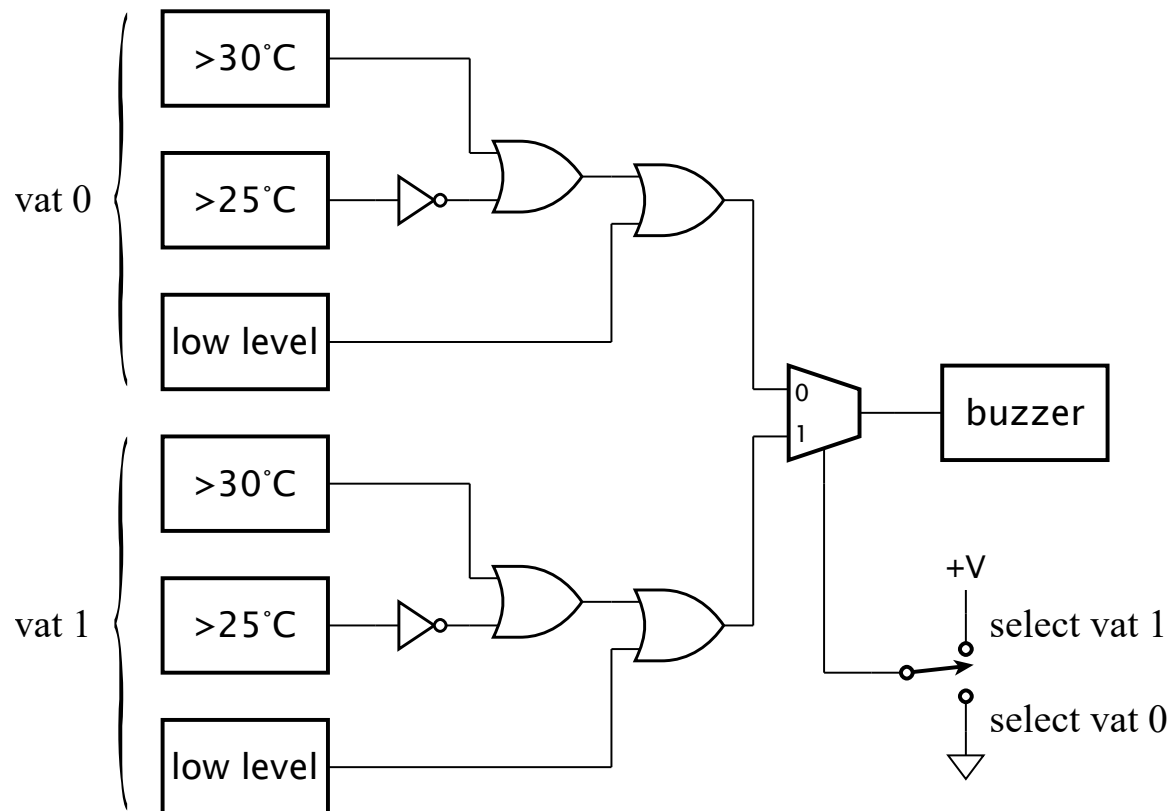 vat 0
>30°C
>25°C
low level
vat 1
>30°C
>25°C
low level
0
1
buzzer
+V
select vat 1
select vat 0